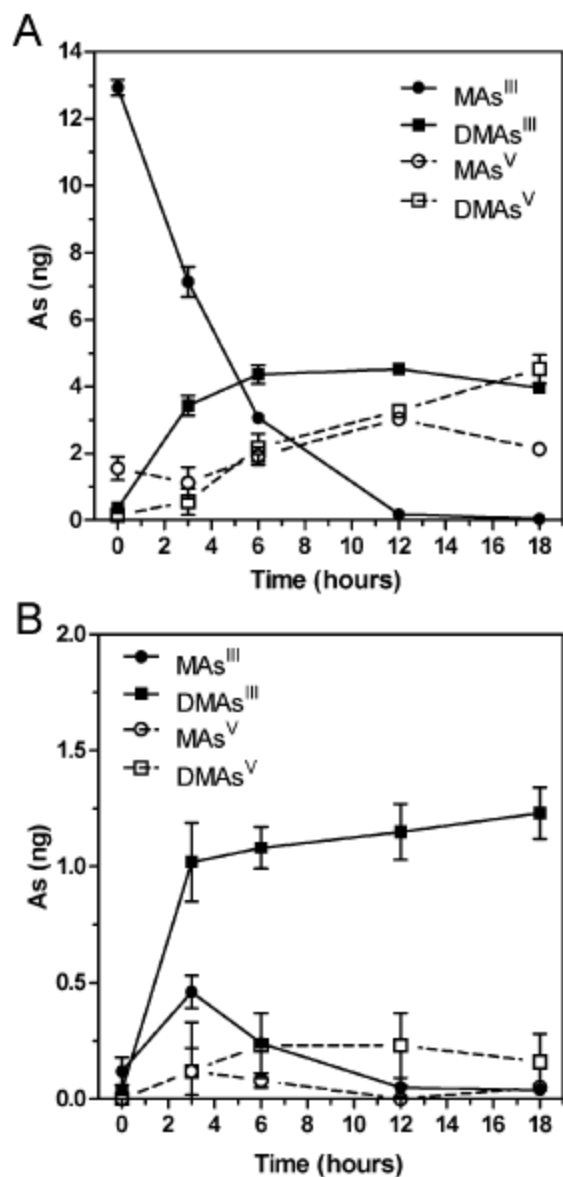 A
14
12
10
8
6
4
2
0
As (ng)
MAsIII
DMAsIII
MAsV
DMAsV
0 2 4 6 8 10 12 14 16 18
Time (hours)
B
2.0
1.5
1.0
0.5
0.0
As (ng)
MAsIII
DMAsIII
MAsV
DMAsV
0 2 4 6 8 10 12 14 16 18
Time (hours)